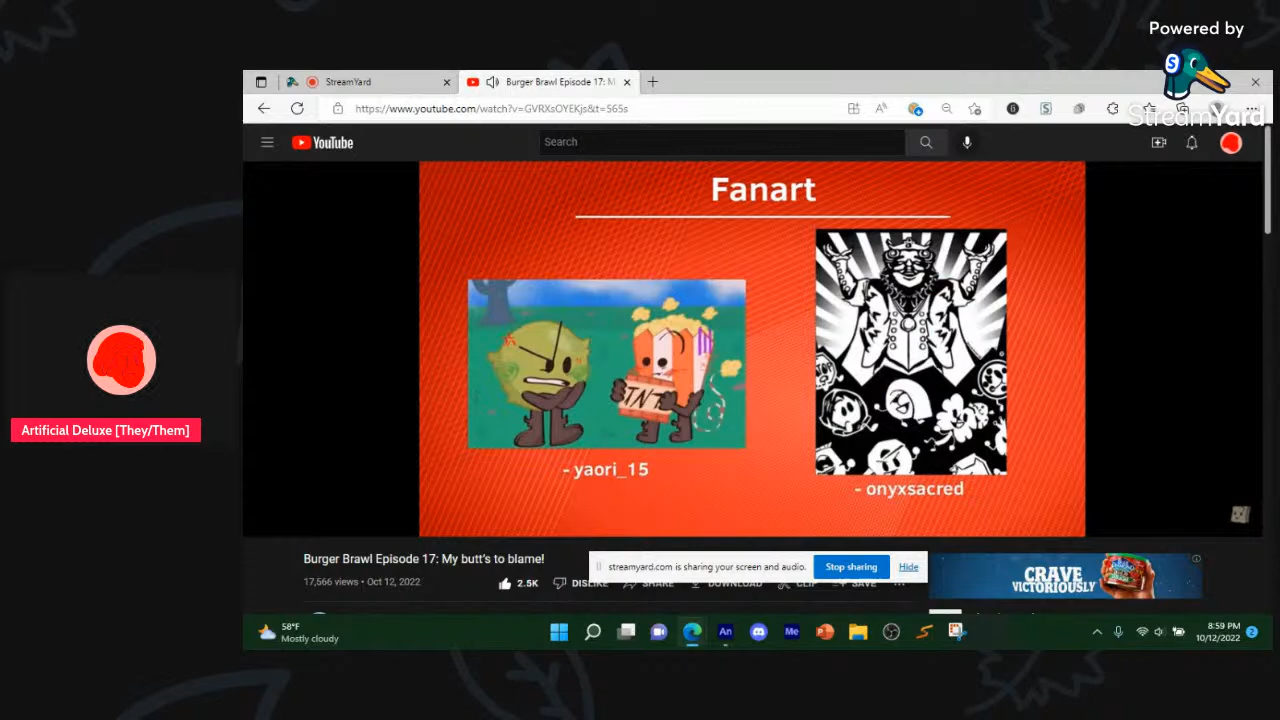 Powered by
StreamYard
StreamYard
Burger Brawl Episode 17: M
https://www.youtube.com/watch?v=GVRXsOYEKjs&t=565s
YouTube
Search
Fanart
TNT
- yaori_15
- onyxsacred
Artificial Deluxe [They/Them]
Burger Brawl Episode 17: My butt's to blame!
17,566 views • Oct 12, 2022
2.5K
DISLIKE
SHARE
DOWNLOAD
CLIP
SAVE
streamyard.com is sharing your screen and audio.
Stop sharing
Hide
CRAVE
VICTORIOUSLY
58°F
Mostly cloudy
An
Me
8:59 PM
10/12/2022
2